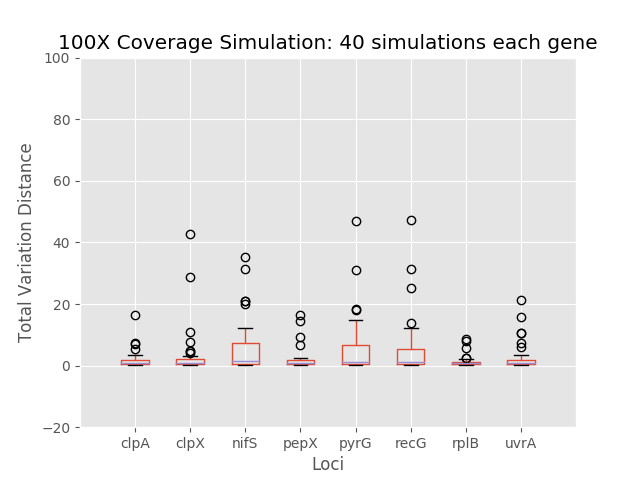 100X Coverage Simulation: 40 simulations each gene
Total Variation Distance
100
80
60
40
20
0
−20
clpA clpX nifS pepX pyrG recG rplB uvrA
Loci